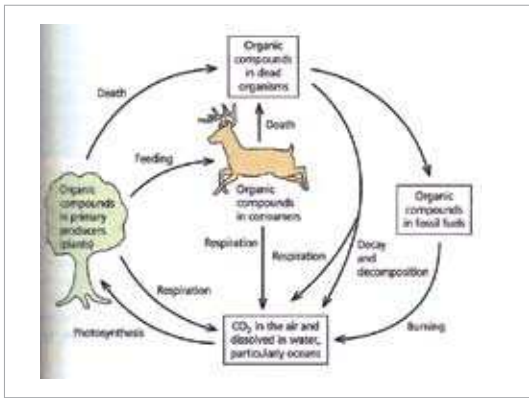 Organic
compounds
in dead
organisms
Death
Death
Feeding
Organic
compounds
in primary
producers
(plants)
Organic
compounds
in consumers
Organic
compounds
in fossil fuels
Respiration
Respiration
Decay
and
decomposition
Respiration
Photosynthesis
CO₂ in the air and
dissolved in water,
particularly oceans
Burning